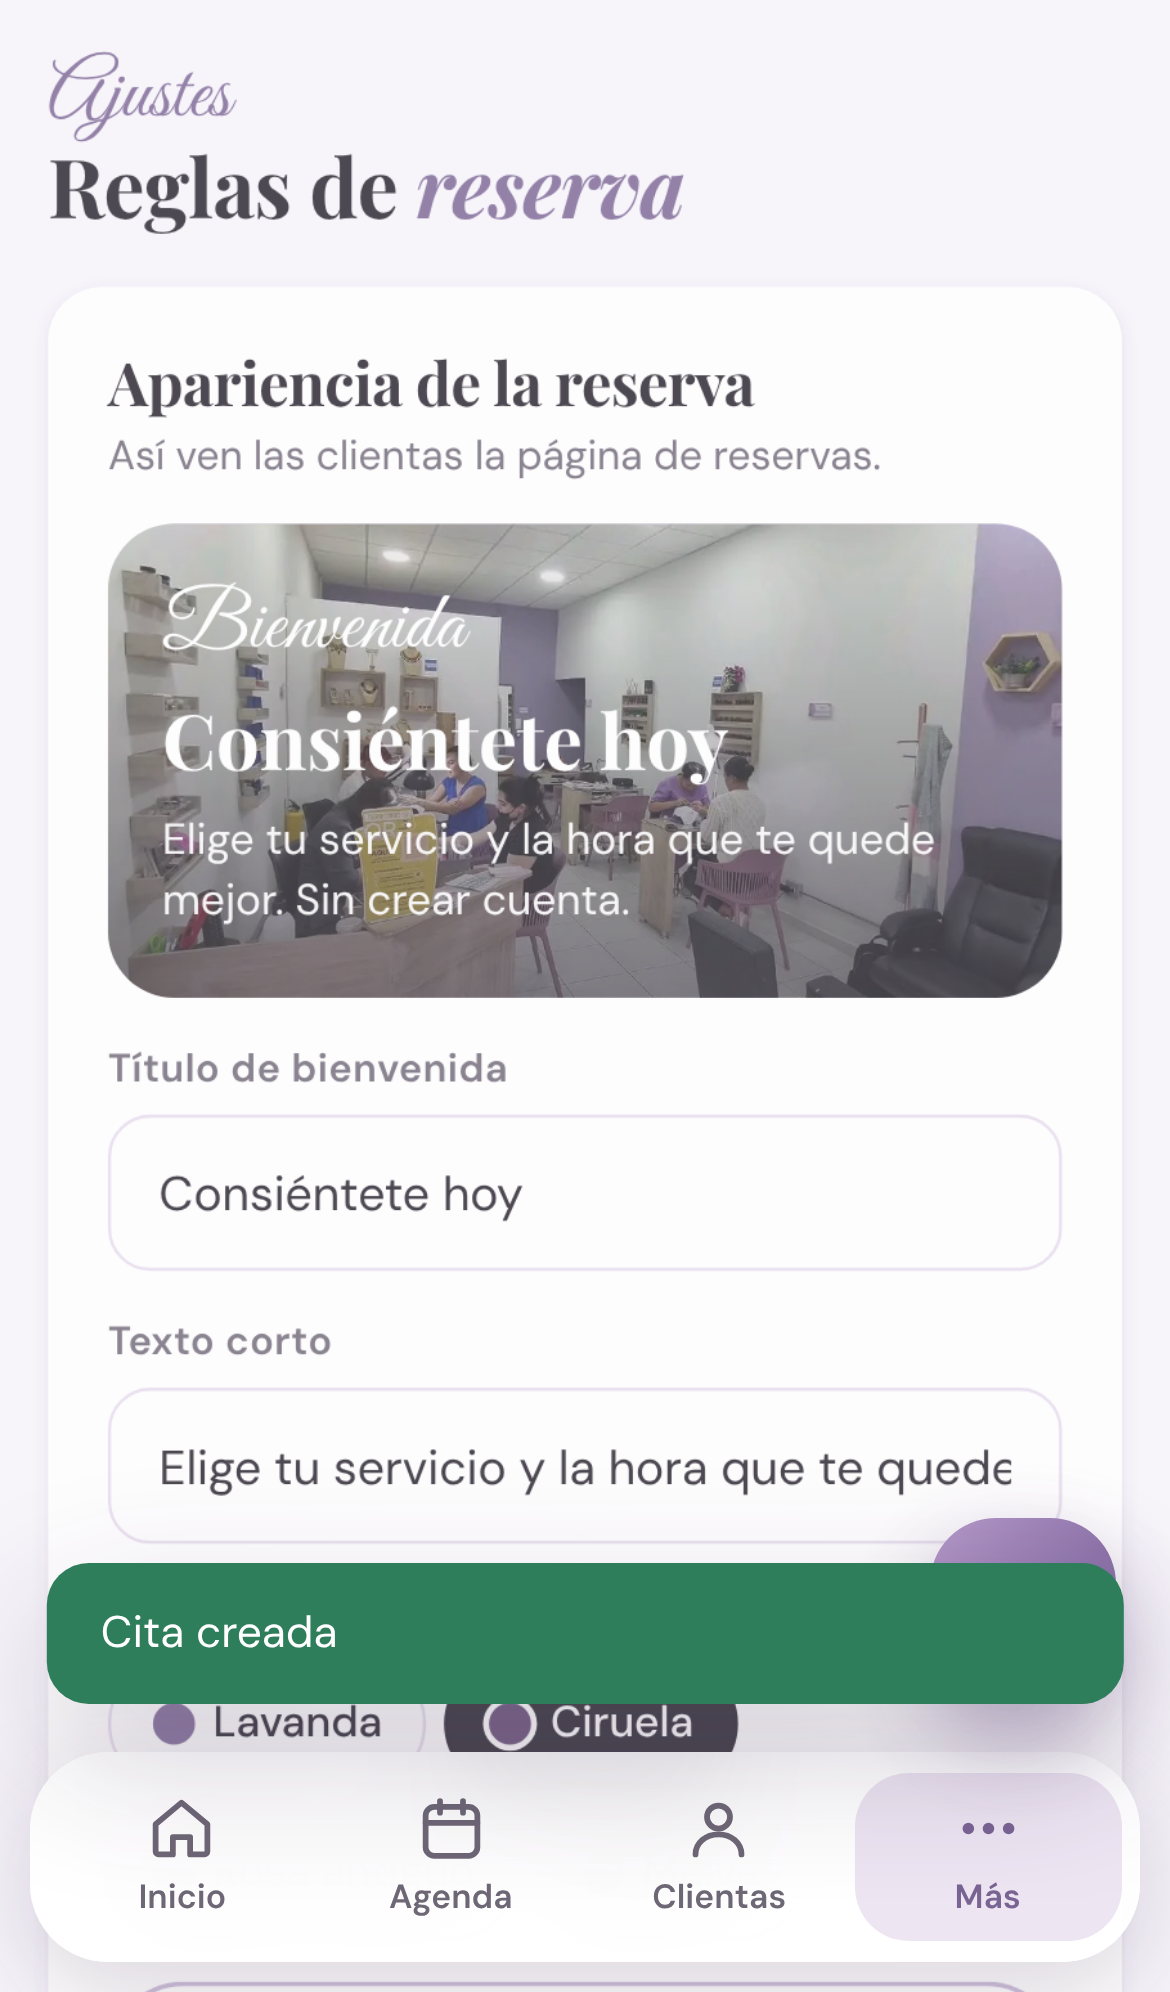 Ajustes
Reglas de reserva
Apariencia de la reserva
Así ven las clientas la página de reservas.
Bienvenida
Consiéntete hoy
Elige tu servicio y la hora que te quede
mejor. Sin crear cuenta.
Título de bienvenida
Consiéntete hoy
Texto corto
Elige tu servicio y la hora que te quede
Cita creada
Lavanda
Ciruela
Inicio
Agenda
Clientas
Más